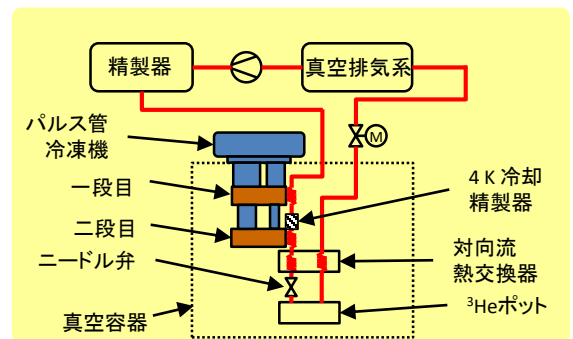 精製器
真空排気系
パルス管
冷凍機
M
一段目
4 K 冷却
精製器
二段目
ニードル弁
対向流
熱交換器
³Heポット
真空容器